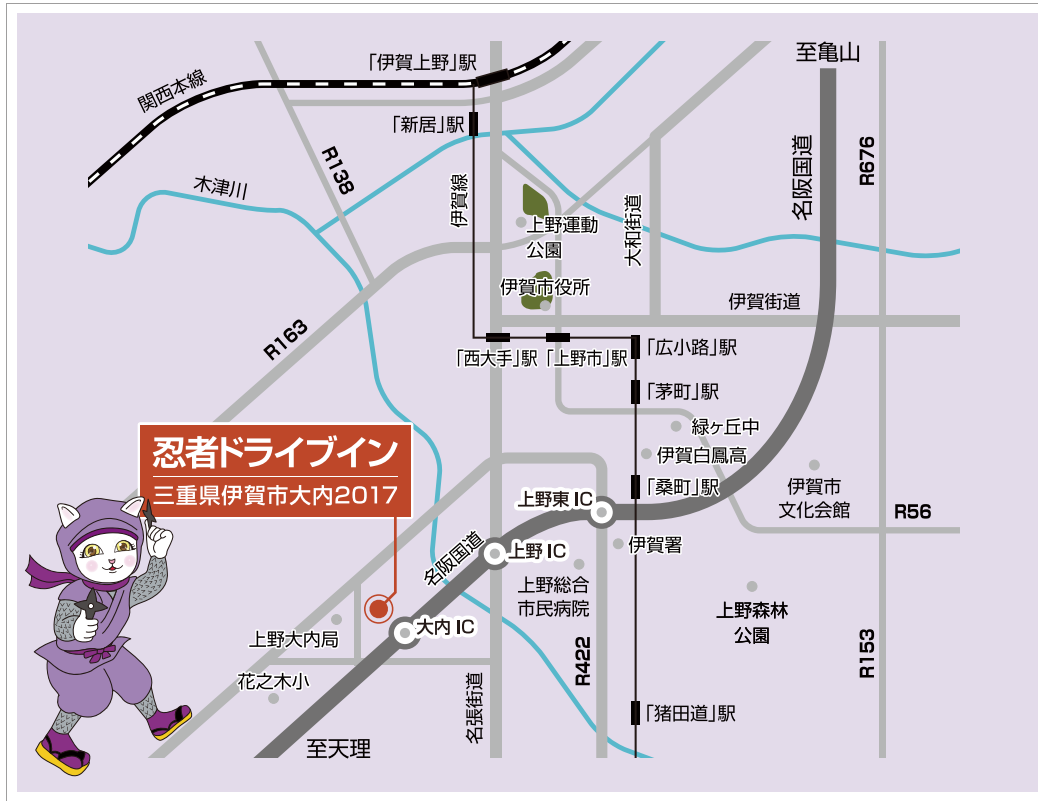 至亀山
「伊賀上野」駅
関西本線
「新居」駅
R138
R676
名阪国道
木津川
伊賀線
大和街道
上野運動
公園
伊賀市役所
伊賀街道
R163
「西大手」駅
「上野市」駅
「広小路」駅
「茅町」駅
緑ヶ丘中
伊賀白鳳高
忍者ドライブイン
三重県伊賀市大内2017
「桑町」駅
伊賀市
文化会館
上野東 IC
R56
伊賀署
名阪国道
上野 IC
上野総合
市民病院
上野森林
公園
大内 IC
上野大内局
R422
R153
花之木小
名張街道
「猪田道」駅
至天理